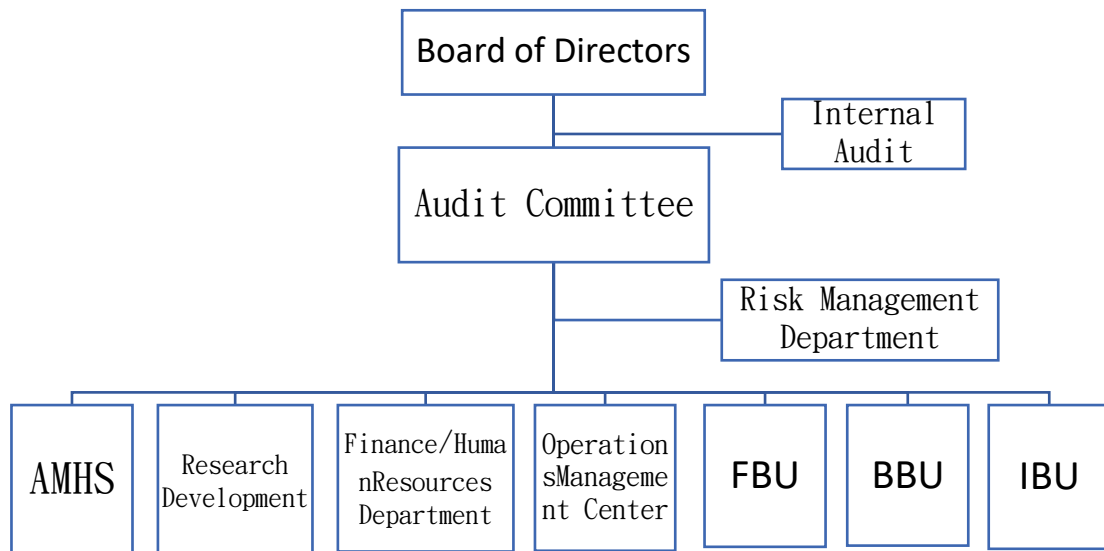 Board of Directors
Internal
Audit
Audit Committee
Risk Management
Department
AMHS
Research
Development
Finance/Huma
nResources
Department
Operation
sManageme
nt Center
FBU
BBU
IBU